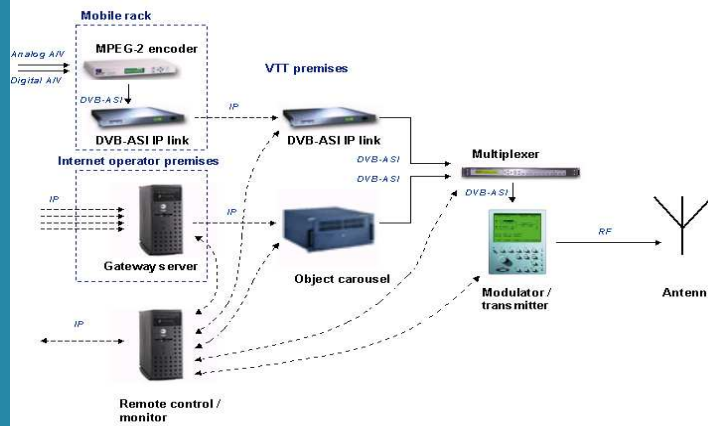 Mobile rack
Analog A/V
Digital A/V
MPEG-2 encoder
DVB-ASI
DVB-ASI IP link
IP
VTT premises
DVB-ASI IP link
DVB-ASI
DVB-ASI
Multiplexer
DVB-ASI
Internet operator premises
IP
Gateway server
IP
Object carousel
Modulator /
transmitter
RF
Antenn
IP
Remote control /
monitor